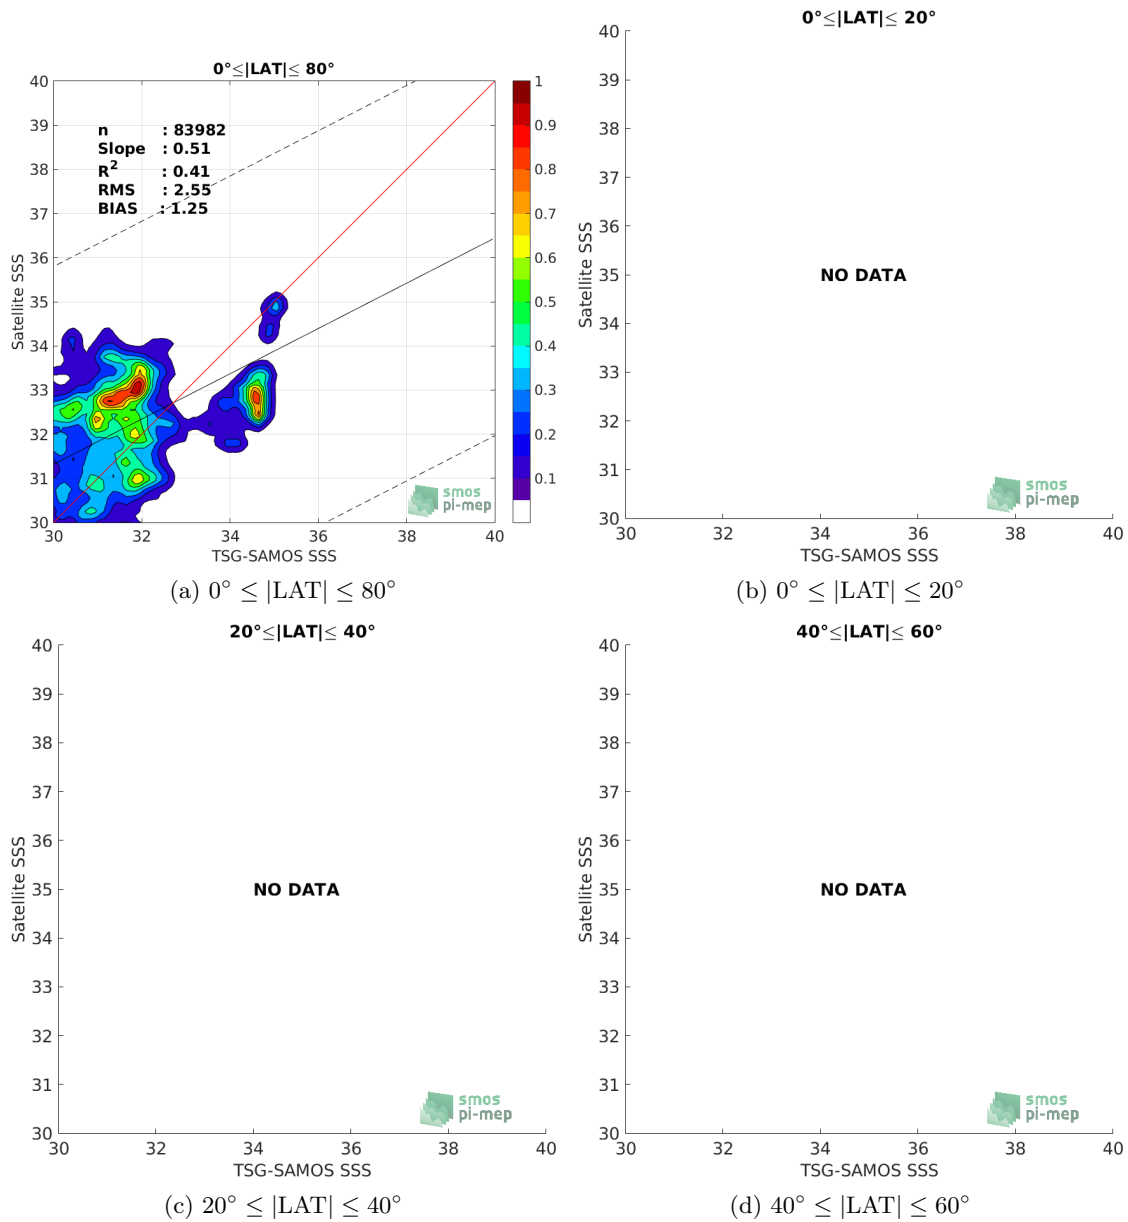 0°≤|LAT|≤ 80°
40
39
38
37
36
35
34
33
32
31
30
n : 83982
Slope : 0.51
R2 : 0.41
RMS : 2.55
BIAS : 1.25
1
0.9
0.8
0.7
0.6
0.5
0.4
0.3
0.2
0.1
Satellite SSS
smos
pi-mep
30 32 34 36 38 40
TSG-SAMOS SSS
(a) 0° ≤ |LAT| ≤ 80°
0°≤|LAT|≤ 20°
40
39
38
37
36
35
34
33
32
31
30
Satellite SSS
NO DATA
smos
pi-mep
30 32 34 36 38 40
TSG-SAMOS SSS
(b) 0° ≤ |LAT| ≤ 20°
20°≤|LAT|≤ 40°
40
39
38
37
36
35
34
33
32
31
30
Satellite SSS
NO DATA
smos
pi-mep
30 32 34 36 38 40
TSG-SAMOS SSS
(c) 20° ≤ |LAT| ≤ 40°
40°≤|LAT|≤ 60°
40
39
38
37
36
35
34
33
32
31
30
Satellite SSS
NO DATA
smos
pi-mep
30 32 34 36 38 40
TSG-SAMOS SSS
(d) 40° ≤ |LAT| ≤ 60°